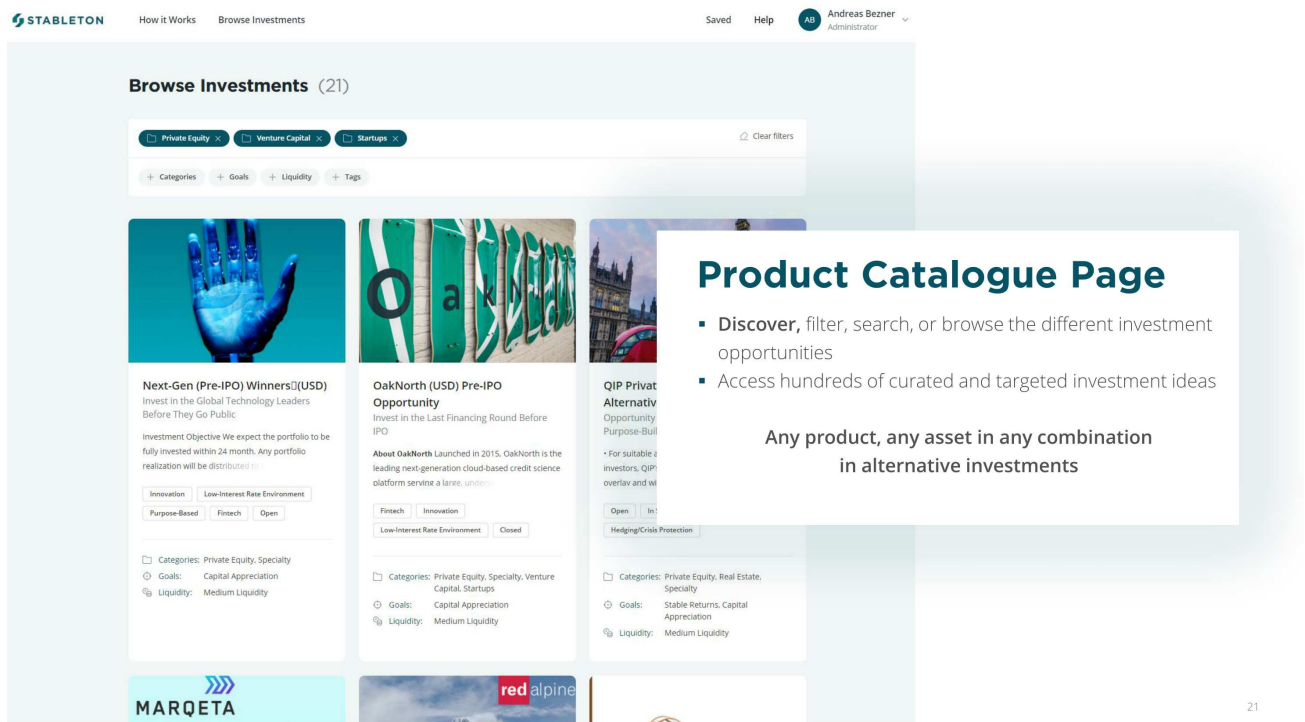 STABLETON
How it Works
Browse Investments
Saved
Help
AB
Andreas Bezner
Administrator
Browse Investments (21)
Private Equity ×
Venture Capital ×
Startups ×
Clear filters
+ Categories
+ Goals
+ Liquidity
+ Tags
Next-Gen (Pre-IPO) Winners▯(USD)
Invest in the Global Technology Leaders
Before They Go Public
Investment Objective We expect the portfolio to be
fully invested within 24 month. Any portfolio
realization will be distributed to
Innovation
Low-Interest Rate Environment
Purpose-Based
Fintech
Open
Categories: Private Equity, Specialty
Goals: Capital Appreciation
Liquidity: Medium Liquidity
Oak
OakNorth (USD) Pre-IPO
Opportunity
Invest in the Last Financing Round Before
IPO
About OakNorth Launched in 2015, OakNorth is the
leading next-generation cloud-based credit science
platform serving a large,
Fintech
Innovation
Low-Interest Rate Environment
Closed
Categories: Private Equity, Specialty, Venture
Capital, Startups
Goals: Capital Appreciation
Liquidity: Medium Liquidity
QIP Privat
Alternativ
Opportunity
Purpose-Buil
• For suitable a
investors, QIP'
overlay and wi
Open
In
Hedging/Crisis Protection
Categories: Private Equity, Real Estate,
Specialty
Goals: Stable Returns, Capital
Appreciation
Liquidity: Medium Liquidity
MARQETA
redalpine
Product Catalogue Page
▪ Discover, filter, search, or browse the different investment
opportunities
▪ Access hundreds of curated and targeted investment ideas
Any product, any asset in any combination
in alternative investments
21